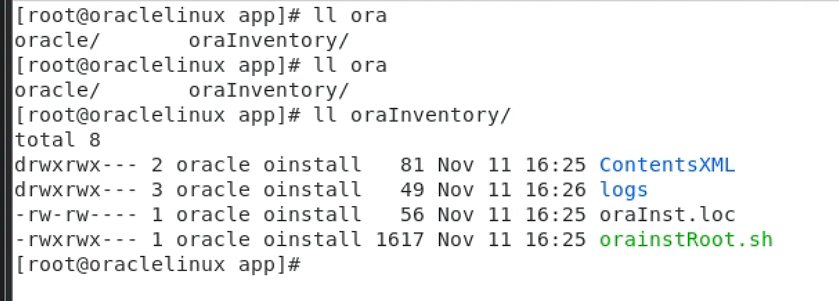 [root@oraclelinux app]# ll ora
oracle/       oraInventory/
[root@oraclelinux app]# ll ora
oracle/       oraInventory/
[root@oraclelinux app]# ll oraInventory/
total 8
drwxrwx--- 2 oracle oinstall   81 Nov 11 16:25 ContentsXML
drwxrwx--- 3 oracle oinstall   49 Nov 11 16:26 logs
-rw-rw---- 1 oracle oinstall   56 Nov 11 16:25 oraInst.loc
-rwxrwx--- 1 oracle oinstall 1617 Nov 11 16:25 orainstRoot.sh
[root@oraclelinux app]#